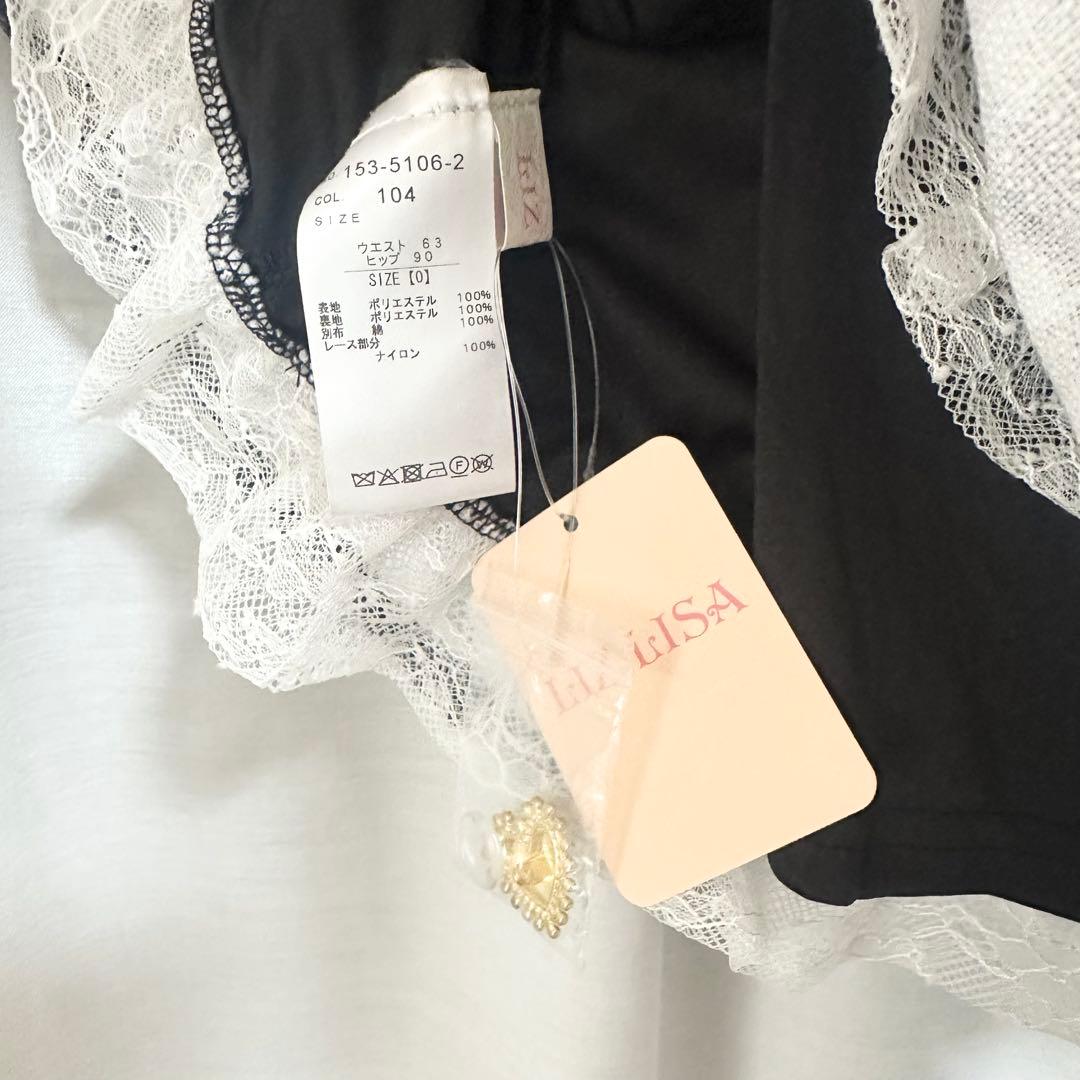 153-5106-2
COL. 104
SIZE
ウエスト 63
ヒップ 90
SIZE【0】
表地 ポリエステル 100%
裏地 ポリエステル 100%
別布 綿 100%
レース部分
ナイロン 100%
LIZ
LIZ LISA